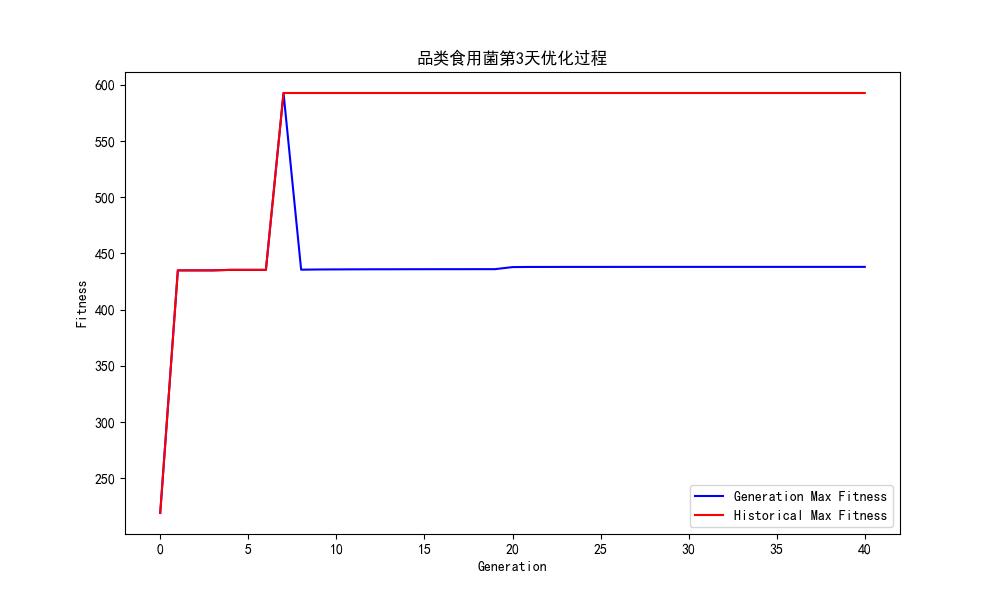 品类食用菌第3天优化过程
Fitness
600
550
500
450
400
350
300
250
0 5 10 15 20 25 30 35 40
Generation
Generation Max Fitness
Historical Max Fitness